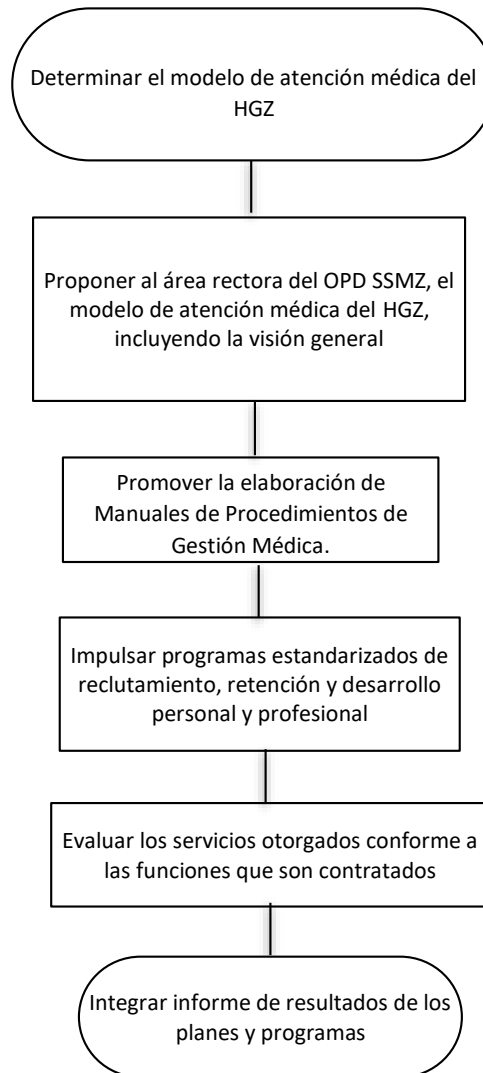 Determinar el modelo de atención médica del
HGZ
Proponer al área rectora del OPD SSMZ, el
modelo de atención médica del HGZ,
incluyendo la visión general
Promover la elaboración de
Manuales de Procedimientos de
Gestión Médica.
Impulsar programas estandarizados de
reclutamiento, retención y desarrollo
personal y profesional
Evaluar los servicios otorgados conforme a
las funciones que son contratados
Integrar informe de resultados de los
planes y programas